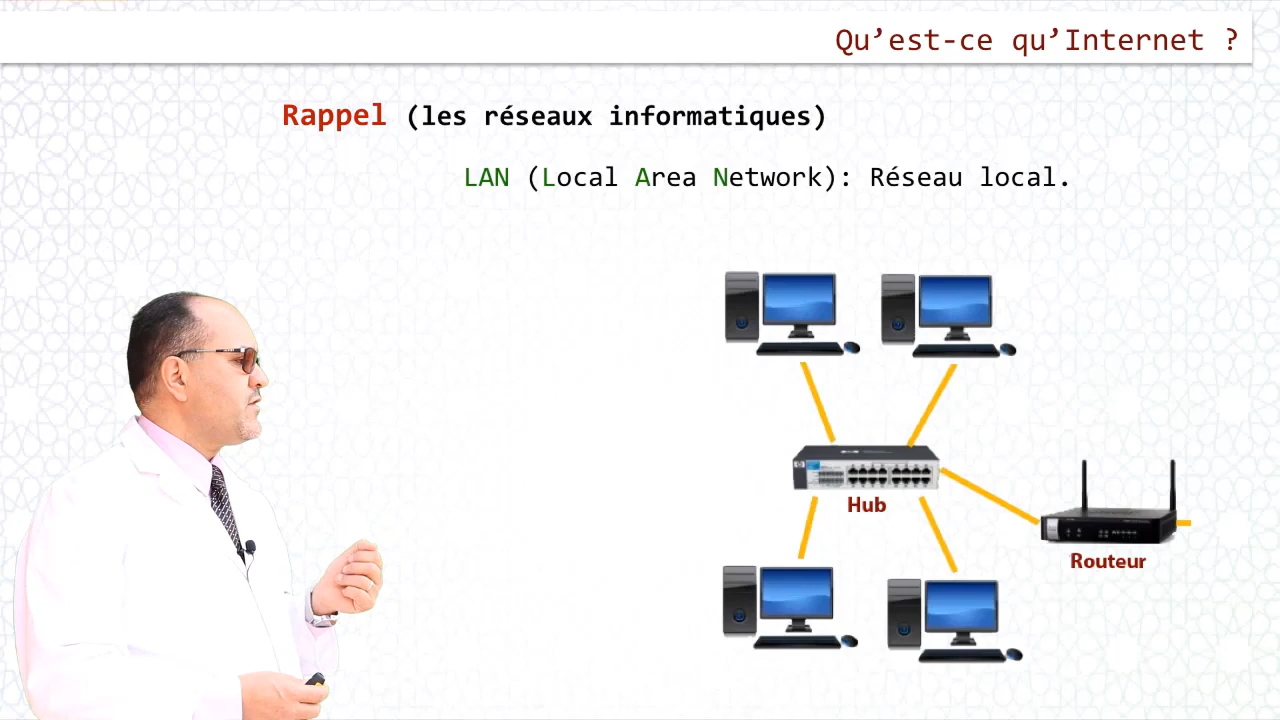 Qu’est-ce qu’Internet ?
Rappel (les réseaux informatiques)
LAN (Local Area Network): Réseau local.
Hub
Routeur